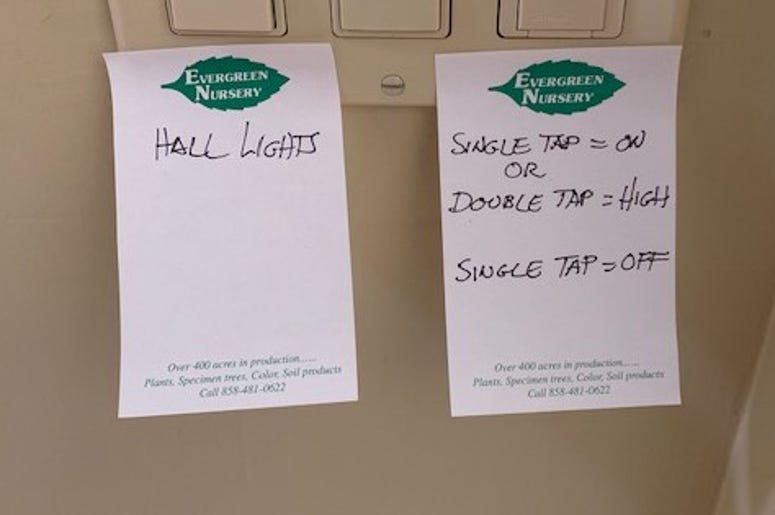 EVERGREEN
NURSERY
HALL LIGHTS
Over 400 acres in production.....
Plants, Specimen trees, Color, Soil products
Call 858-481-0622
EVERGREEN
NURSERY
SINGLE TAP = ON
OR
DOUBLE TAP = HIGH
SINGLE TAP = OFF
Over 400 acres in production.....
Plants, Specimen trees, Color, Soil products
Call 858-481-0622